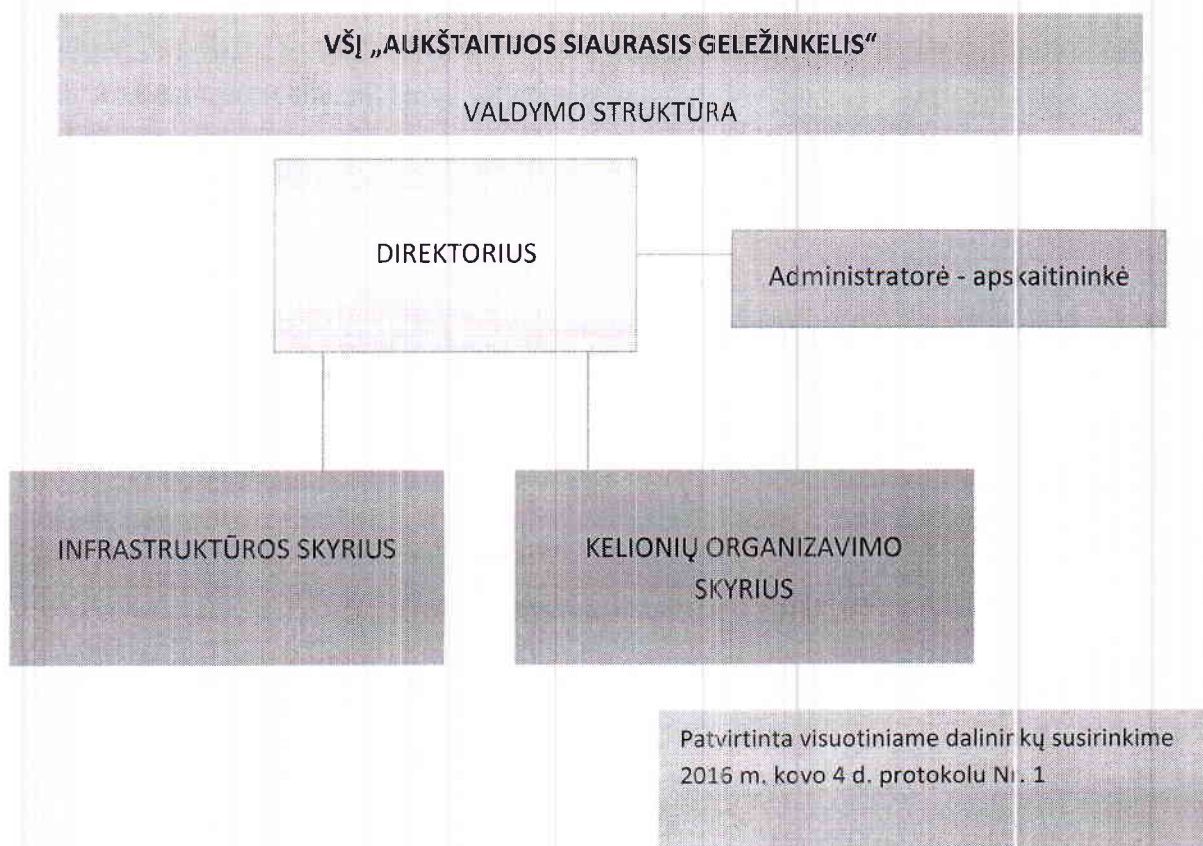 VŠĮ „AUKŠTAITIJOS SIAURASIS GELEŽINKELIS“
VALDYMO STRUKTŪRA
DIREKTORIUS
Administratorė - apskaitininkė
INFRASTRUKTŪROS SKYRIUS
KELIONIŲ ORGANIZAVIMO
SKYRIUS
Patvirtinta visuotiniame dalininkų susirinkime
2016 m. kovo 4 d. protokolu Nr. 1